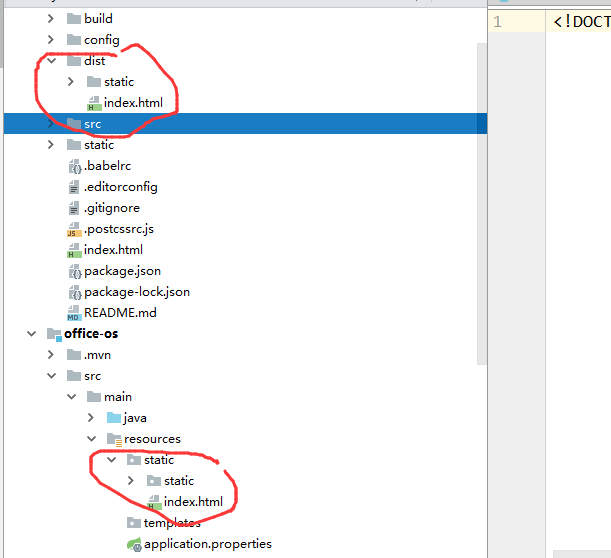 build
config
dist
static
index.html
src
static
.babelrc
.editorconfig
.gitignore
.postcssrc.js
index.html
package.json
package-lock.json
README.md
office-os
.mvn
src
main
java
resources
static
static
index.html
templates
application.properties
1 <!DOCT